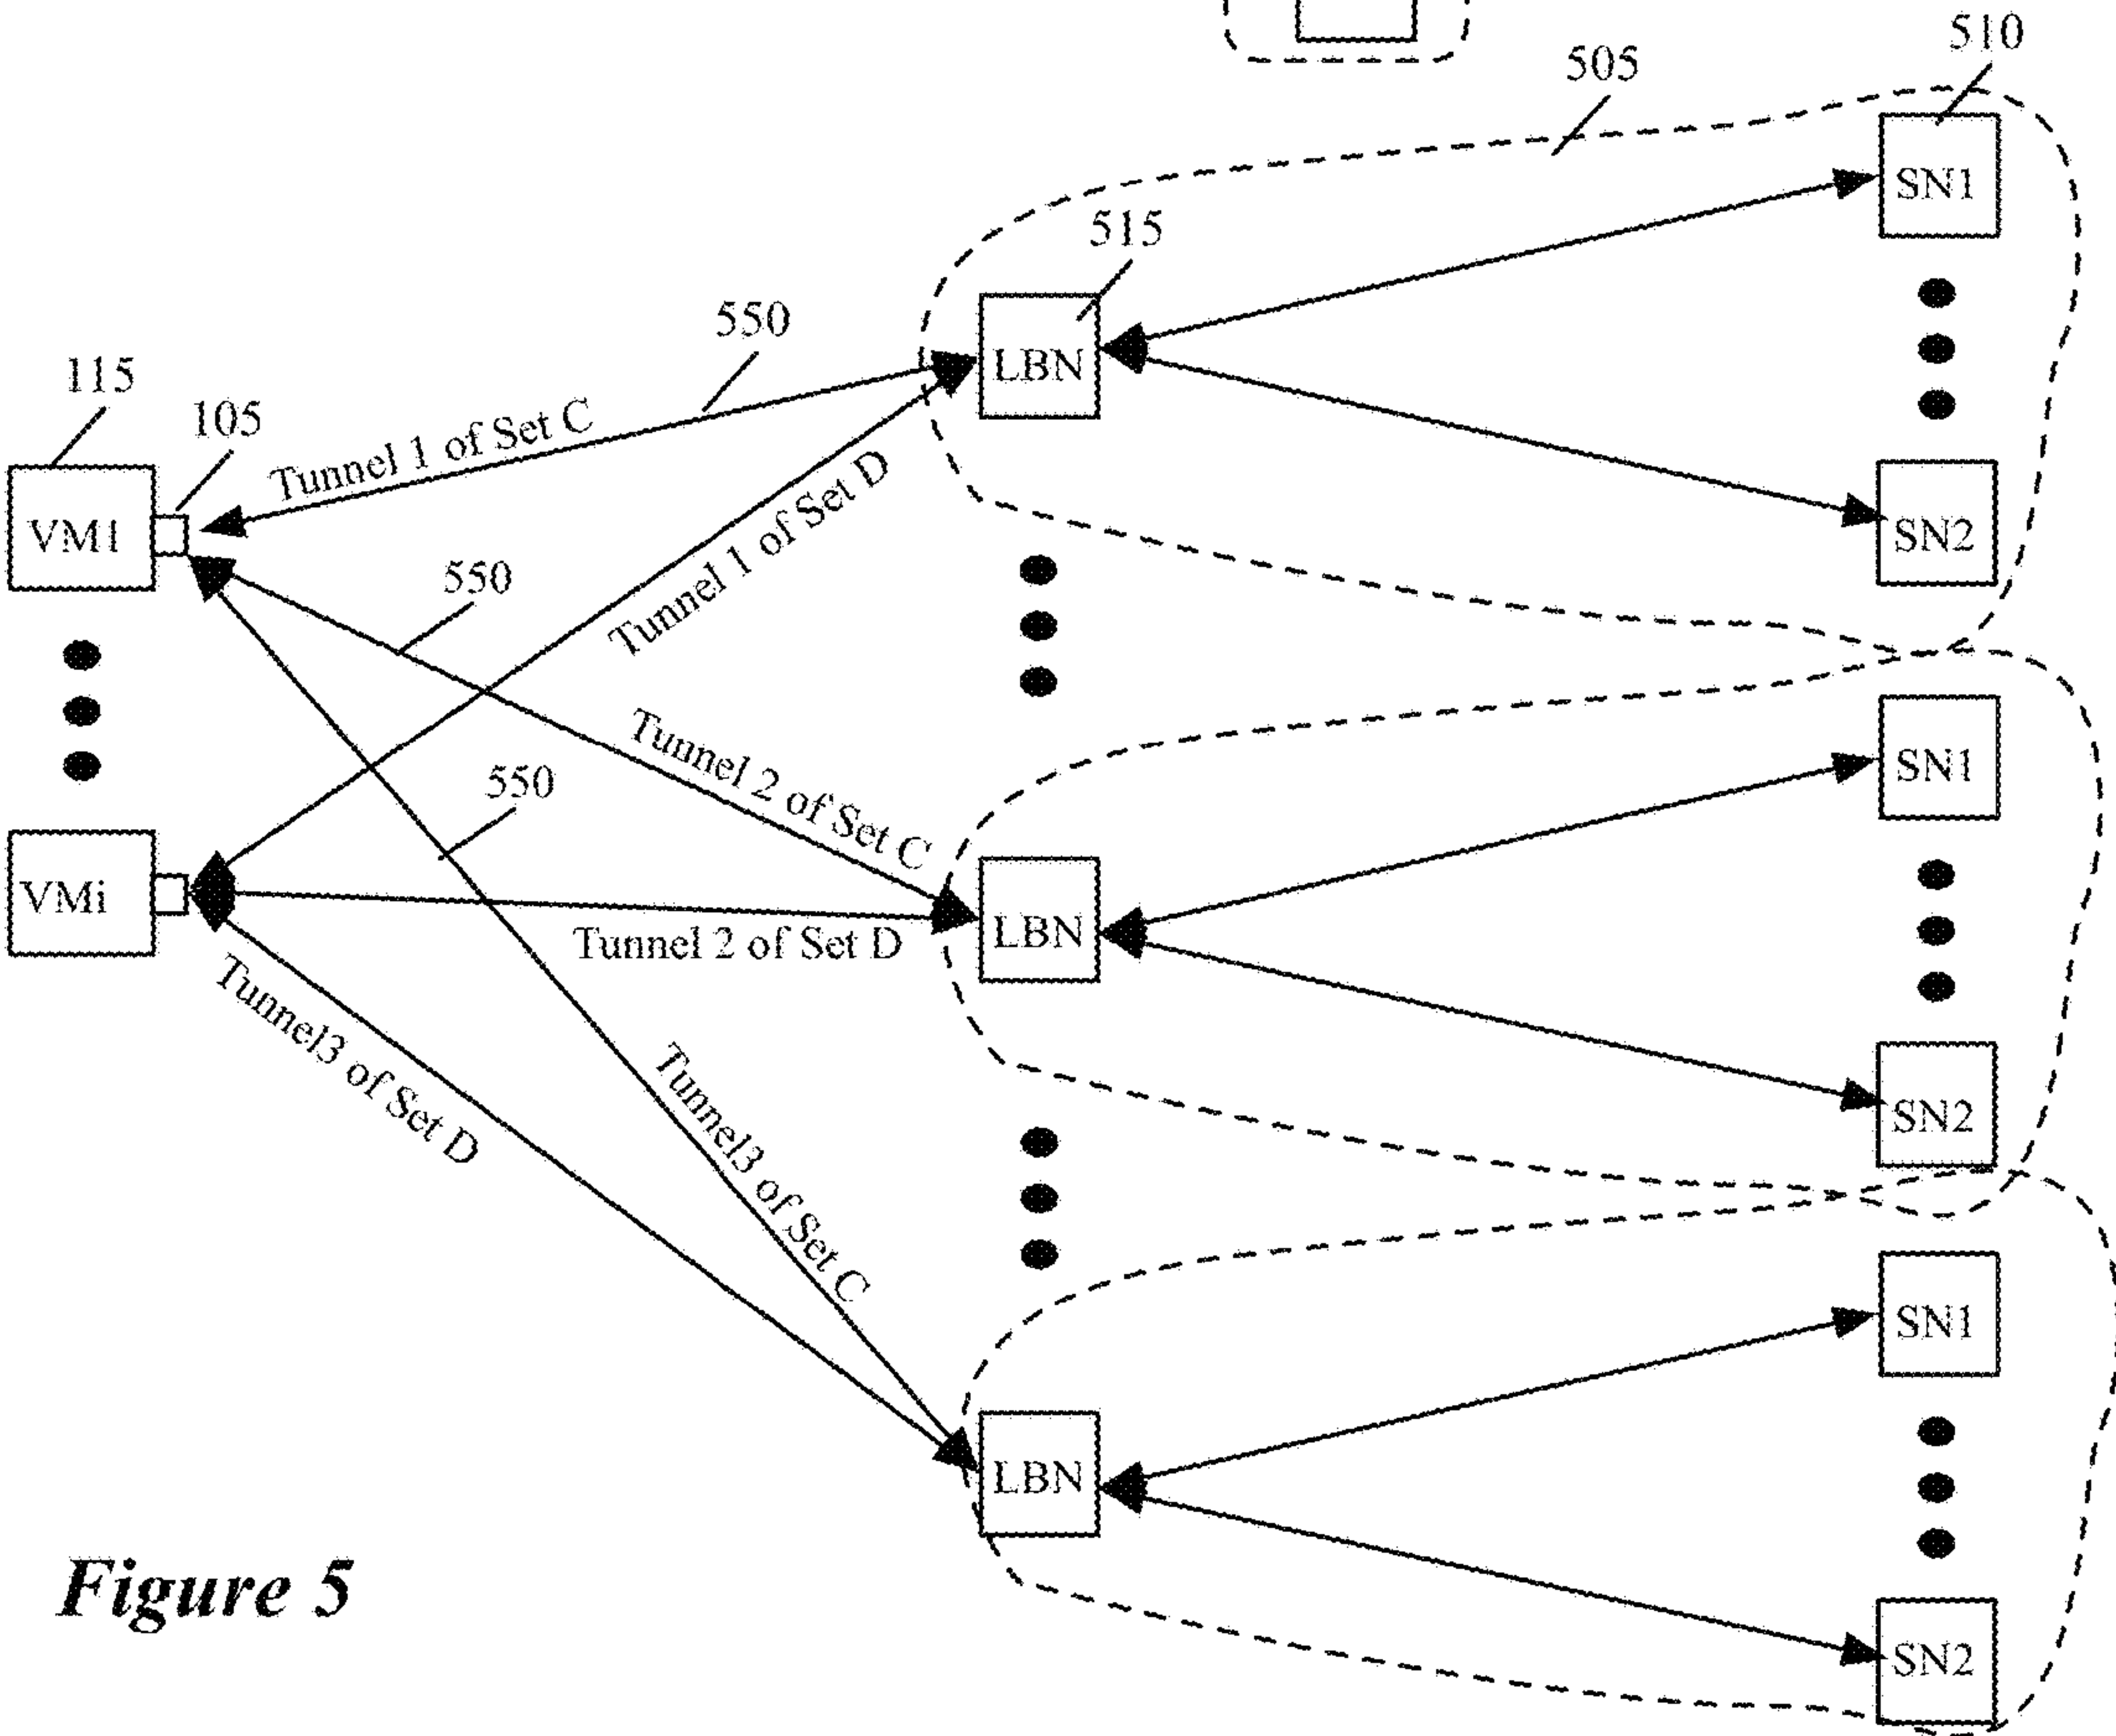 510
505
SN1
515
550
LBN
115
105
Tunnel 1 of Set C
VM1
SN2
Tunnel 1 of Set D
550
Tunnel 2 of Set C
SN1
550
VMi
LBN
Tunnel 2 of Set D
Tunnel3 of Set D
Tunnel3 of Set C
SN2
SN1
LBN
Figure 5
SN2